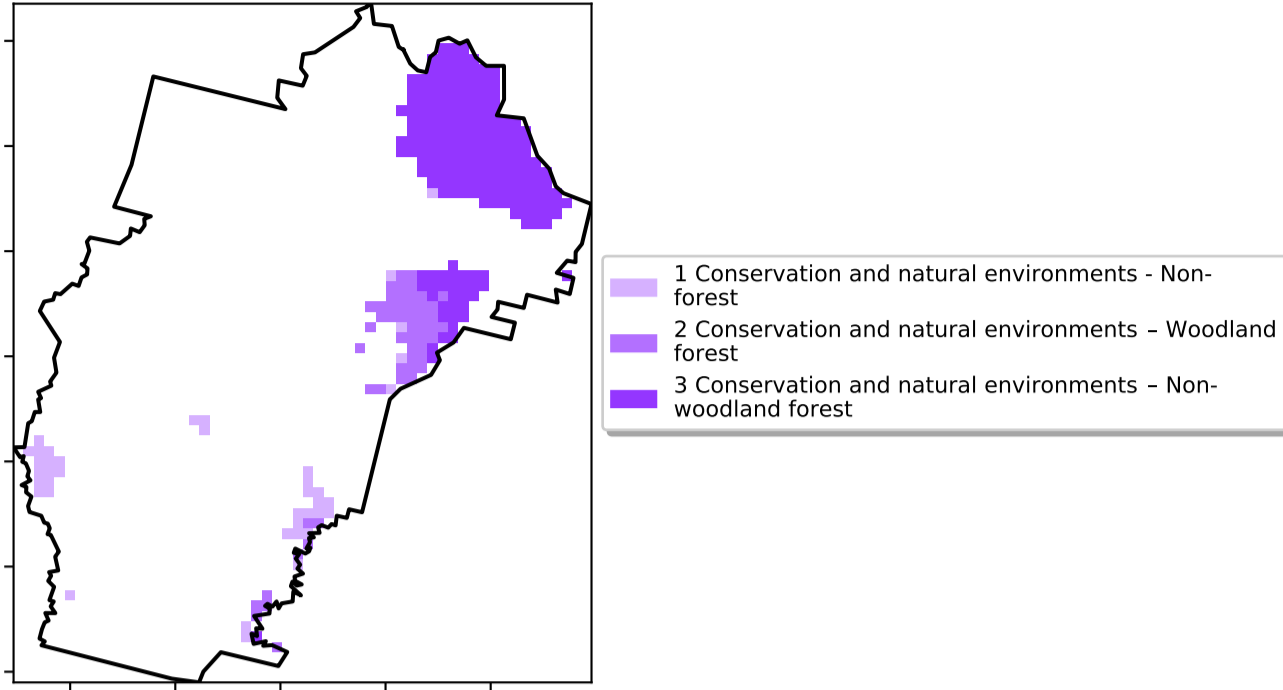 1 Conservation and natural environments - Non-
forest
2 Conservation and natural environments – Woodland
forest
3 Conservation and natural environments – Non-
woodland forest